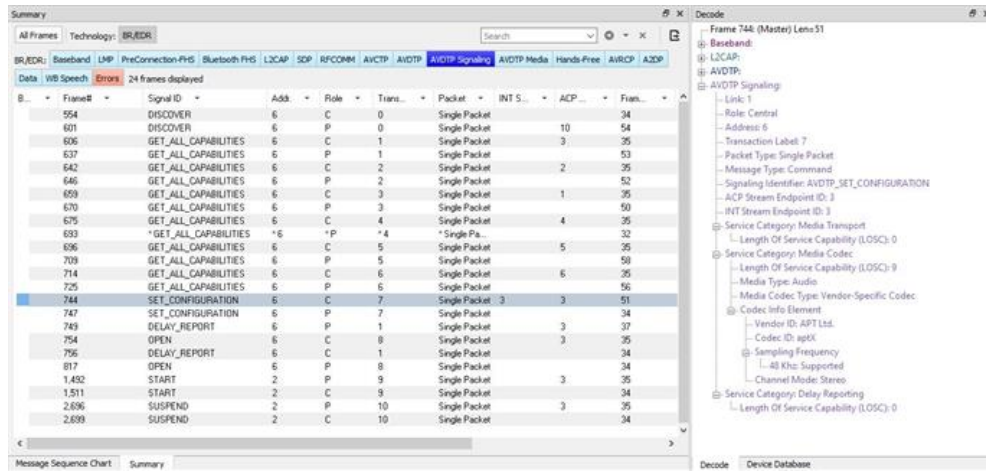 Summary
All Frames Technology: BR/EDR Search
BR/EDR: Baseband LMP PreConnection-FHS Bluetooth FHS L2CAP SDP RFCOMM AVCTP AVDTP AVDTP Signaling AVDTP Media Hands-Free AVRCP A2DP
Data WB Speech Errors 24 frames displayed
B... Frame# Signal ID Addr. Role Trans... Packet INT S... ACP ... Fram...
554 DISCOVER 6 C 0 Single Packet 34
601 DISCOVER 6 P 0 Single Packet 10 54
606 GET_ALL_CAPABILITIES 6 C 1 Single Packet 3 35
637 GET_ALL_CAPABILITIES 6 P 1 Single Packet 53
642 GET_ALL_CAPABILITIES 6 C 2 Single Packet 2 35
646 GET_ALL_CAPABILITIES 6 P 2 Single Packet 52
659 GET_ALL_CAPABILITIES 6 C 3 Single Packet 1 35
670 GET_ALL_CAPABILITIES 6 P 3 Single Packet 50
675 GET_ALL_CAPABILITIES 6 C 4 Single Packet 4 35
693 *GET_ALL_CAPABILITIES *6 *P *4 *Single Pa... 32
696 GET_ALL_CAPABILITIES 6 C 5 Single Packet 5 35
709 GET_ALL_CAPABILITIES 6 P 5 Single Packet 58
714 GET_ALL_CAPABILITIES 6 C 6 Single Packet 6 35
725 GET_ALL_CAPABILITIES 6 P 6 Single Packet 56
744 SET_CONFIGURATION 6 C 7 Single Packet 3 3 51
747 SET_CONFIGURATION 6 P 7 Single Packet 34
749 DELAY_REPORT 6 P 1 Single Packet 3 37
754 OPEN 6 C 8 Single Packet 3 35
756 DELAY_REPORT 6 C 1 Single Packet 34
817 OPEN 6 P 8 Single Packet 34
1,492 START 2 P 9 Single Packet 3 35
1,511 START 2 C 9 Single Packet 34
2,696 SUSPEND 2 P 10 Single Packet 3 35
2,699 SUSPEND 2 C 10 Single Packet 34
Message Sequence Chart Summary
Decode
Frame 744: (Master) Len=51
Baseband:
L2CAP:
AVDTP:
AVDTP Signaling:
Link: 1
Role: Central
Address: 6
Transaction Label: 7
Packet Type: Single Packet
Message Type: Command
Signaling Identifier: AVDTP_SET_CONFIGURATION
ACP Stream Endpoint ID: 3
INT Stream Endpoint ID: 3
Service Category: Media Transport
Length Of Service Capability (LOSC): 0
Service Category: Media Codec
Length Of Service Capability (LOSC): 9
Media Type: Audio
Media Codec Type: Vendor-Specific Codec
Codec Info Element
Vendor ID: APT Ltd.
Codec ID: aptX
Sampling Frequency
48 Khz: Supported
Channel Mode: Stereo
Service Category: Delay Reporting
Length Of Service Capability (LOSC): 0
Decode Device Database